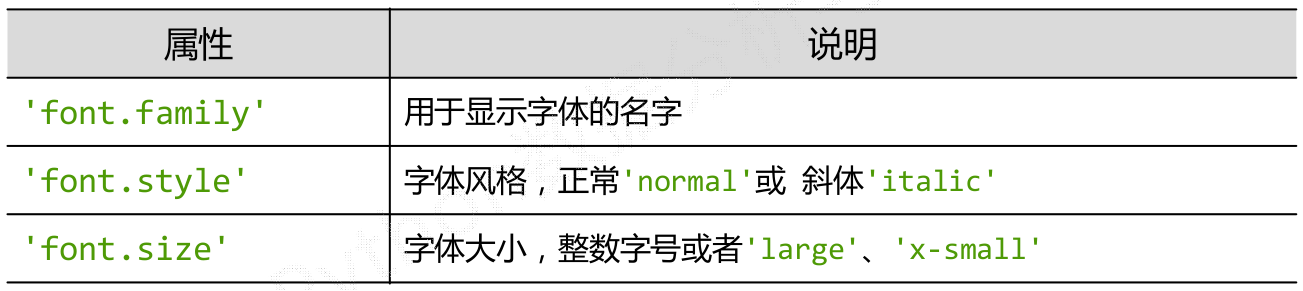 属性 说明
'font.family' 用于显示字体的名字
'font.style' 字体风格，正常'normal'或 斜体'italic'
'font.size' 字体大小，整数字号或者'large'、'x-small'